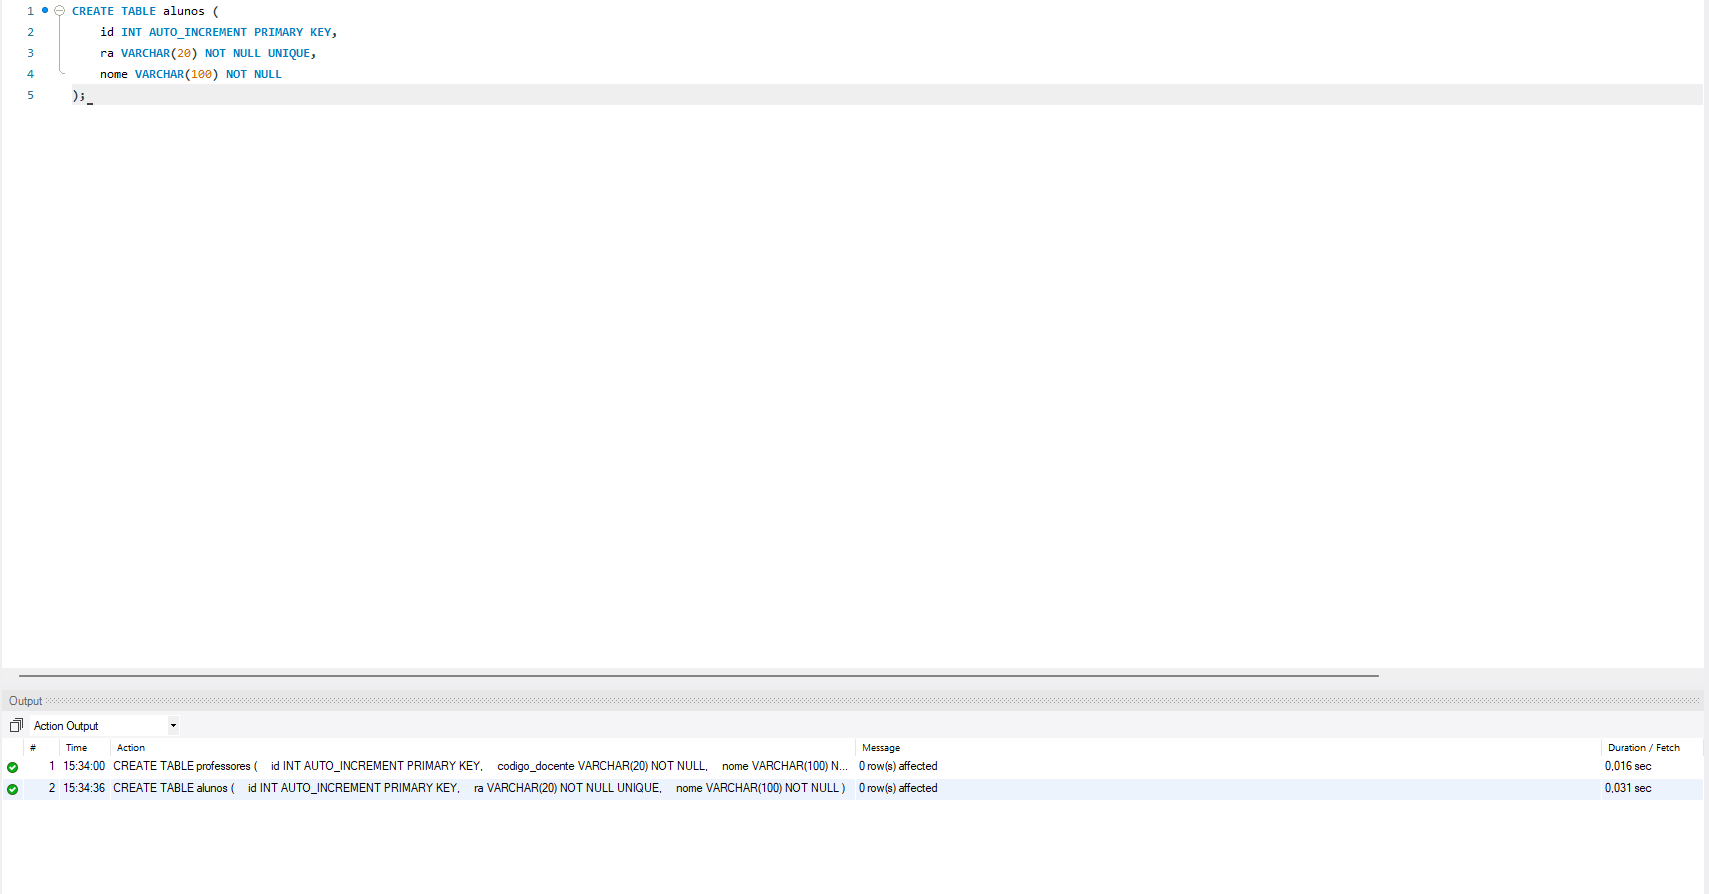 1 CREATE TABLE alunos (
2 id INT AUTO_INCREMENT PRIMARY KEY,
3 ra VARCHAR(20) NOT NULL UNIQUE,
4 nome VARCHAR(100) NOT NULL
5 );
Output
Action Output
# Time Action Message Duration / Fetch
1 15:34:00 CREATE TABLE professores ( id INT AUTO_INCREMENT PRIMARY KEY, codigo_docente VARCHAR(20) NOT NULL, nome VARCHAR(100) N... 0 row(s) affected 0,016 sec
2 15:34:36 CREATE TABLE alunos ( id INT AUTO_INCREMENT PRIMARY KEY, ra VARCHAR(20) NOT NULL UNIQUE, nome VARCHAR(100) NOT NULL ) 0 row(s) affected 0,031 sec